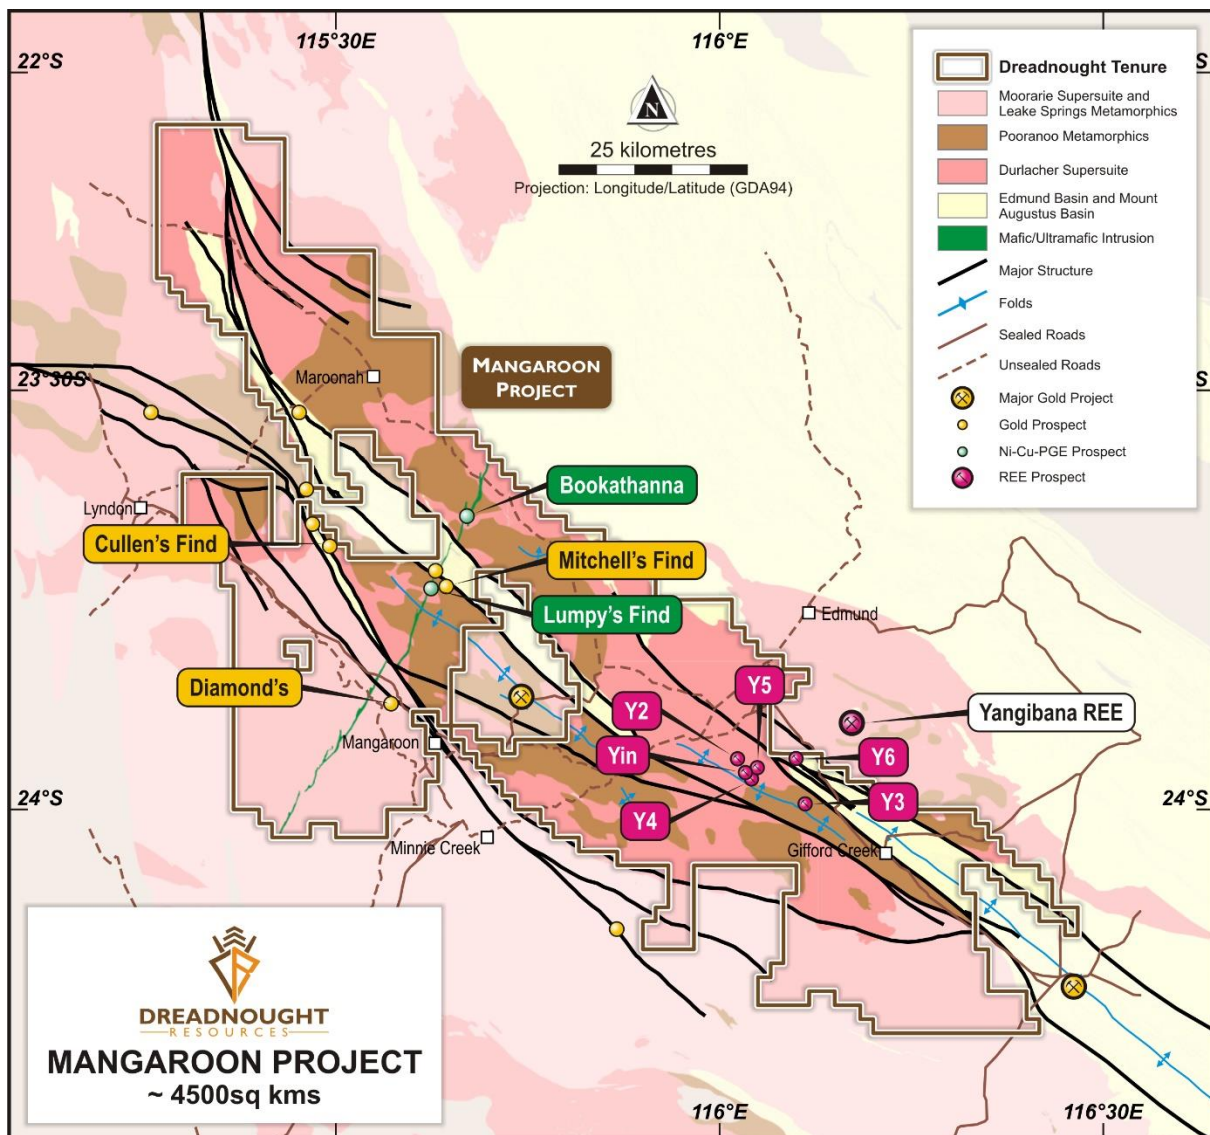 115°30'E
116°E
22°S
S
N
25 kilometres
Projection: Longitude/Latitude (GDA94)
Dreadnought Tenure
Moorarie Supersuite and
Leake Springs Metamorphics
Pooranoo Metamorphics
Durlacher Supersuite
Edmund Basin and Mount
Augustus Basin
Mafic/Ultramafic Intrusion
Major Structure
Folds
Sealed Roads
Unsealed Roads
Major Gold Project
Gold Prospect
Ni-Cu-PGE Prospect
REE Prospect
23°30'S
S
Maroonah
MANGAROON
PROJECT
Bookathanna
Lyndon
Cullen's Find
Mitchell's Find
Lumpy's Find
Edmund
Diamond's
Y5
Y2
Yangibana REE
Mangaroon
Yin
Y6
Y3
Y4
24°S
24°S
Minnie Creek
Gifford Creek
DREADNOUGHT
RESOURCES
MANGAROON PROJECT
~ 4500sq kms
116°E
116°30'E